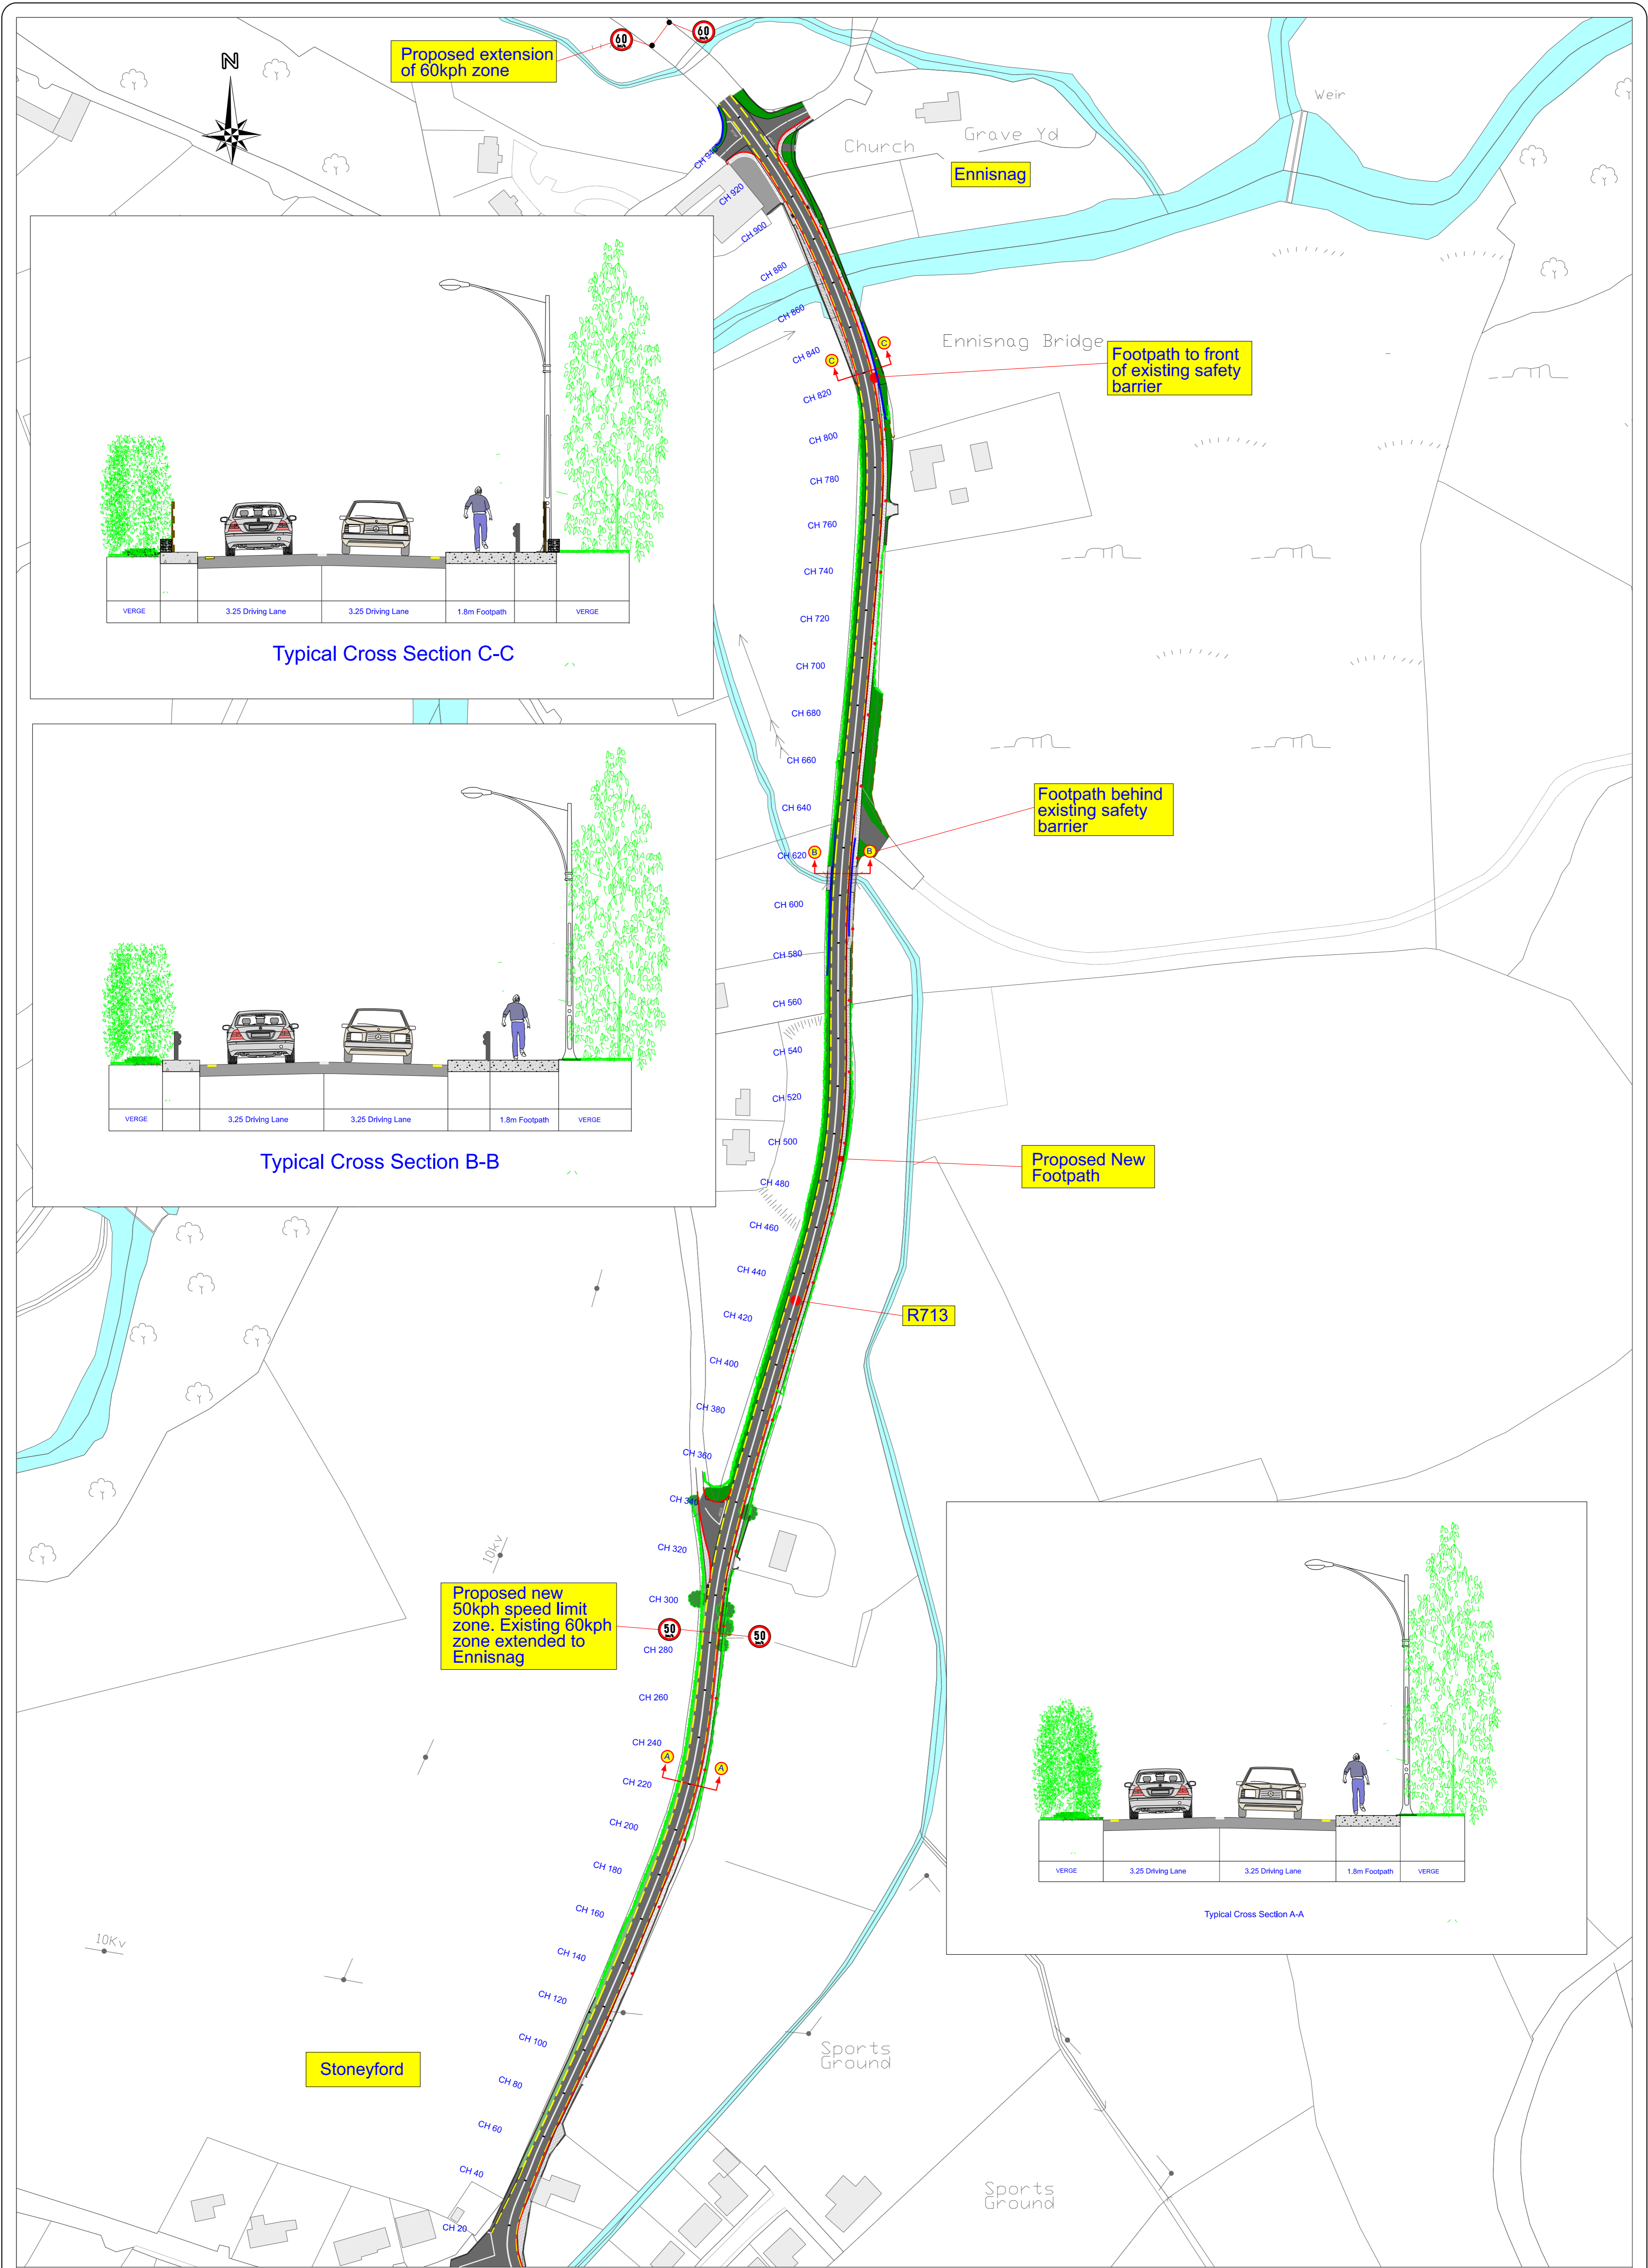 60
60
Proposed extension
of 60kph zone
N
Weir
Church
Grave Yd
Ennisnag
CH 920
CH 900
CH 880
CH 860
CH 840
CH 820
CH 800
CH 780
CH 760
CH 740
CH 720
CH 700
CH 680
CH 660
CH 640
CH 620
CH 600
CH 580
CH 560
CH 540
CH 520
CH 500
CH 480
CH 460
CH 440
CH 420
CH 400
CH 380
CH 360
CH 340
CH 320
CH 300
CH 280
CH 260
CH 240
CH 220
CH 200
CH 180
CH 160
CH 140
CH 120
CH 100
CH 80
CH 60
CH 40
CH 20
C
C
Ennisnag Bridge
Footpath to front
of existing safety
barrier
VERGE
3.25 Driving Lane
3.25 Driving Lane
1.8m Footpath
VERGE
Typical Cross Section C-C
Footpath behind
existing safety
barrier
B
B
VERGE
3.25 Driving Lane
3.25 Driving Lane
1.8m Footpath
VERGE
Typical Cross Section B-B
Proposed New
Footpath
R713
10kv
Proposed new
50kph speed limit
zone. Existing 60kph
zone extended to
Ennisnag
50
50
A
A
VERGE
3.25 Driving Lane
3.25 Driving Lane
1.8m Footpath
VERGE
Typical Cross Section A-A
10Kv
Stoneyford
Sports
Ground
Sports
Ground